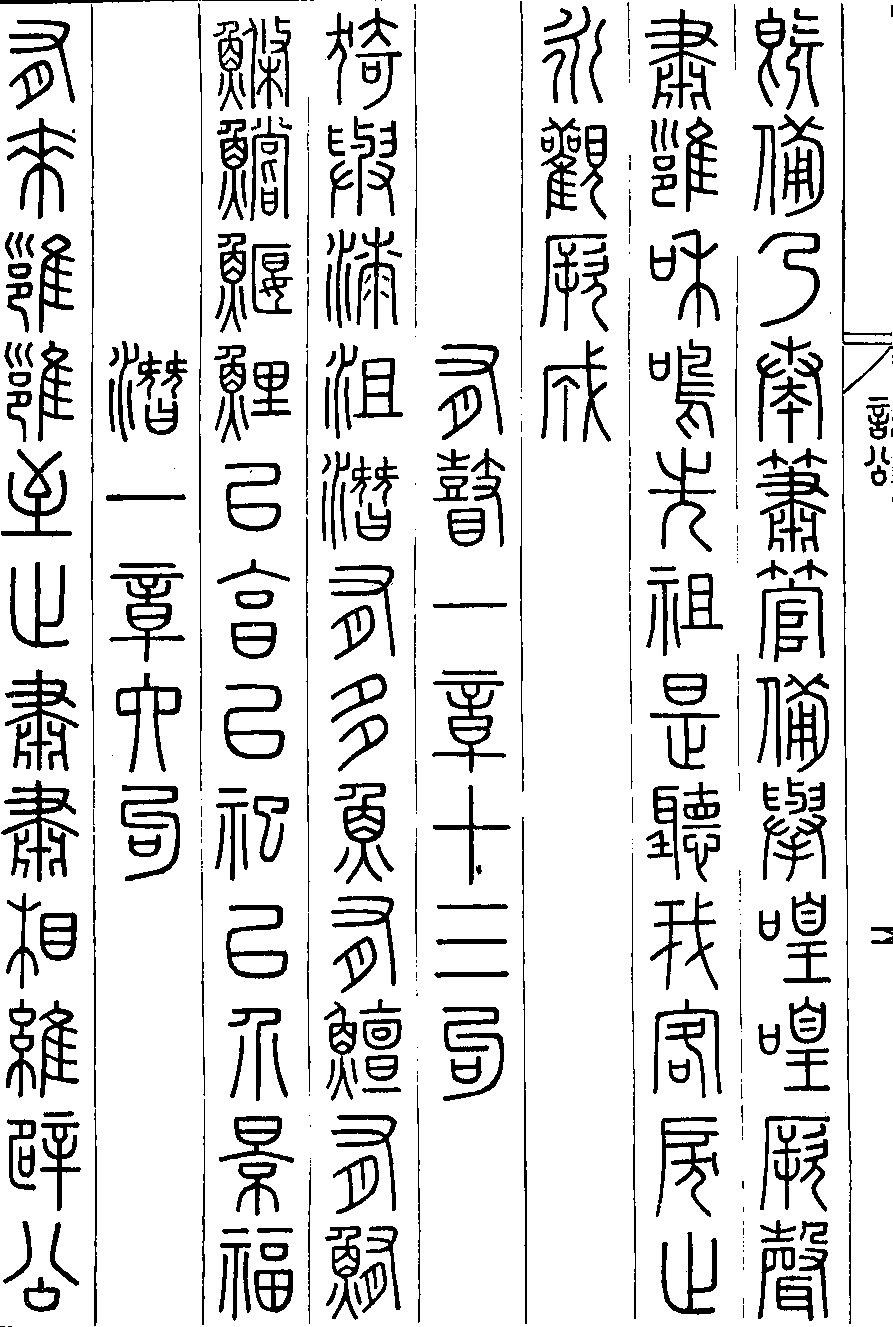 既備乃奏簫管備舉喤喤厥聲
肅雝和鳴先祖是聽我客戾止
永觀厥成
有瞽一章十三句
猗與漆沮潛有多魚有鱣有鮪
鰷鱨鰋鯉以享以祀以介景福
潛一章六句
有來雝雝至止肅肅相維辟公